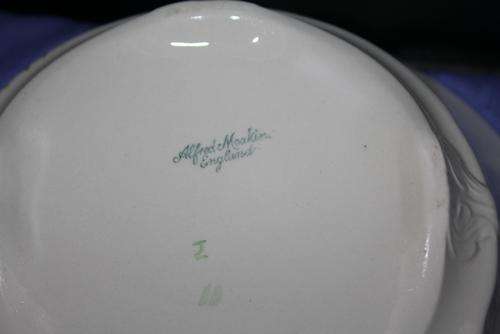 Alfred Meakin
England
I